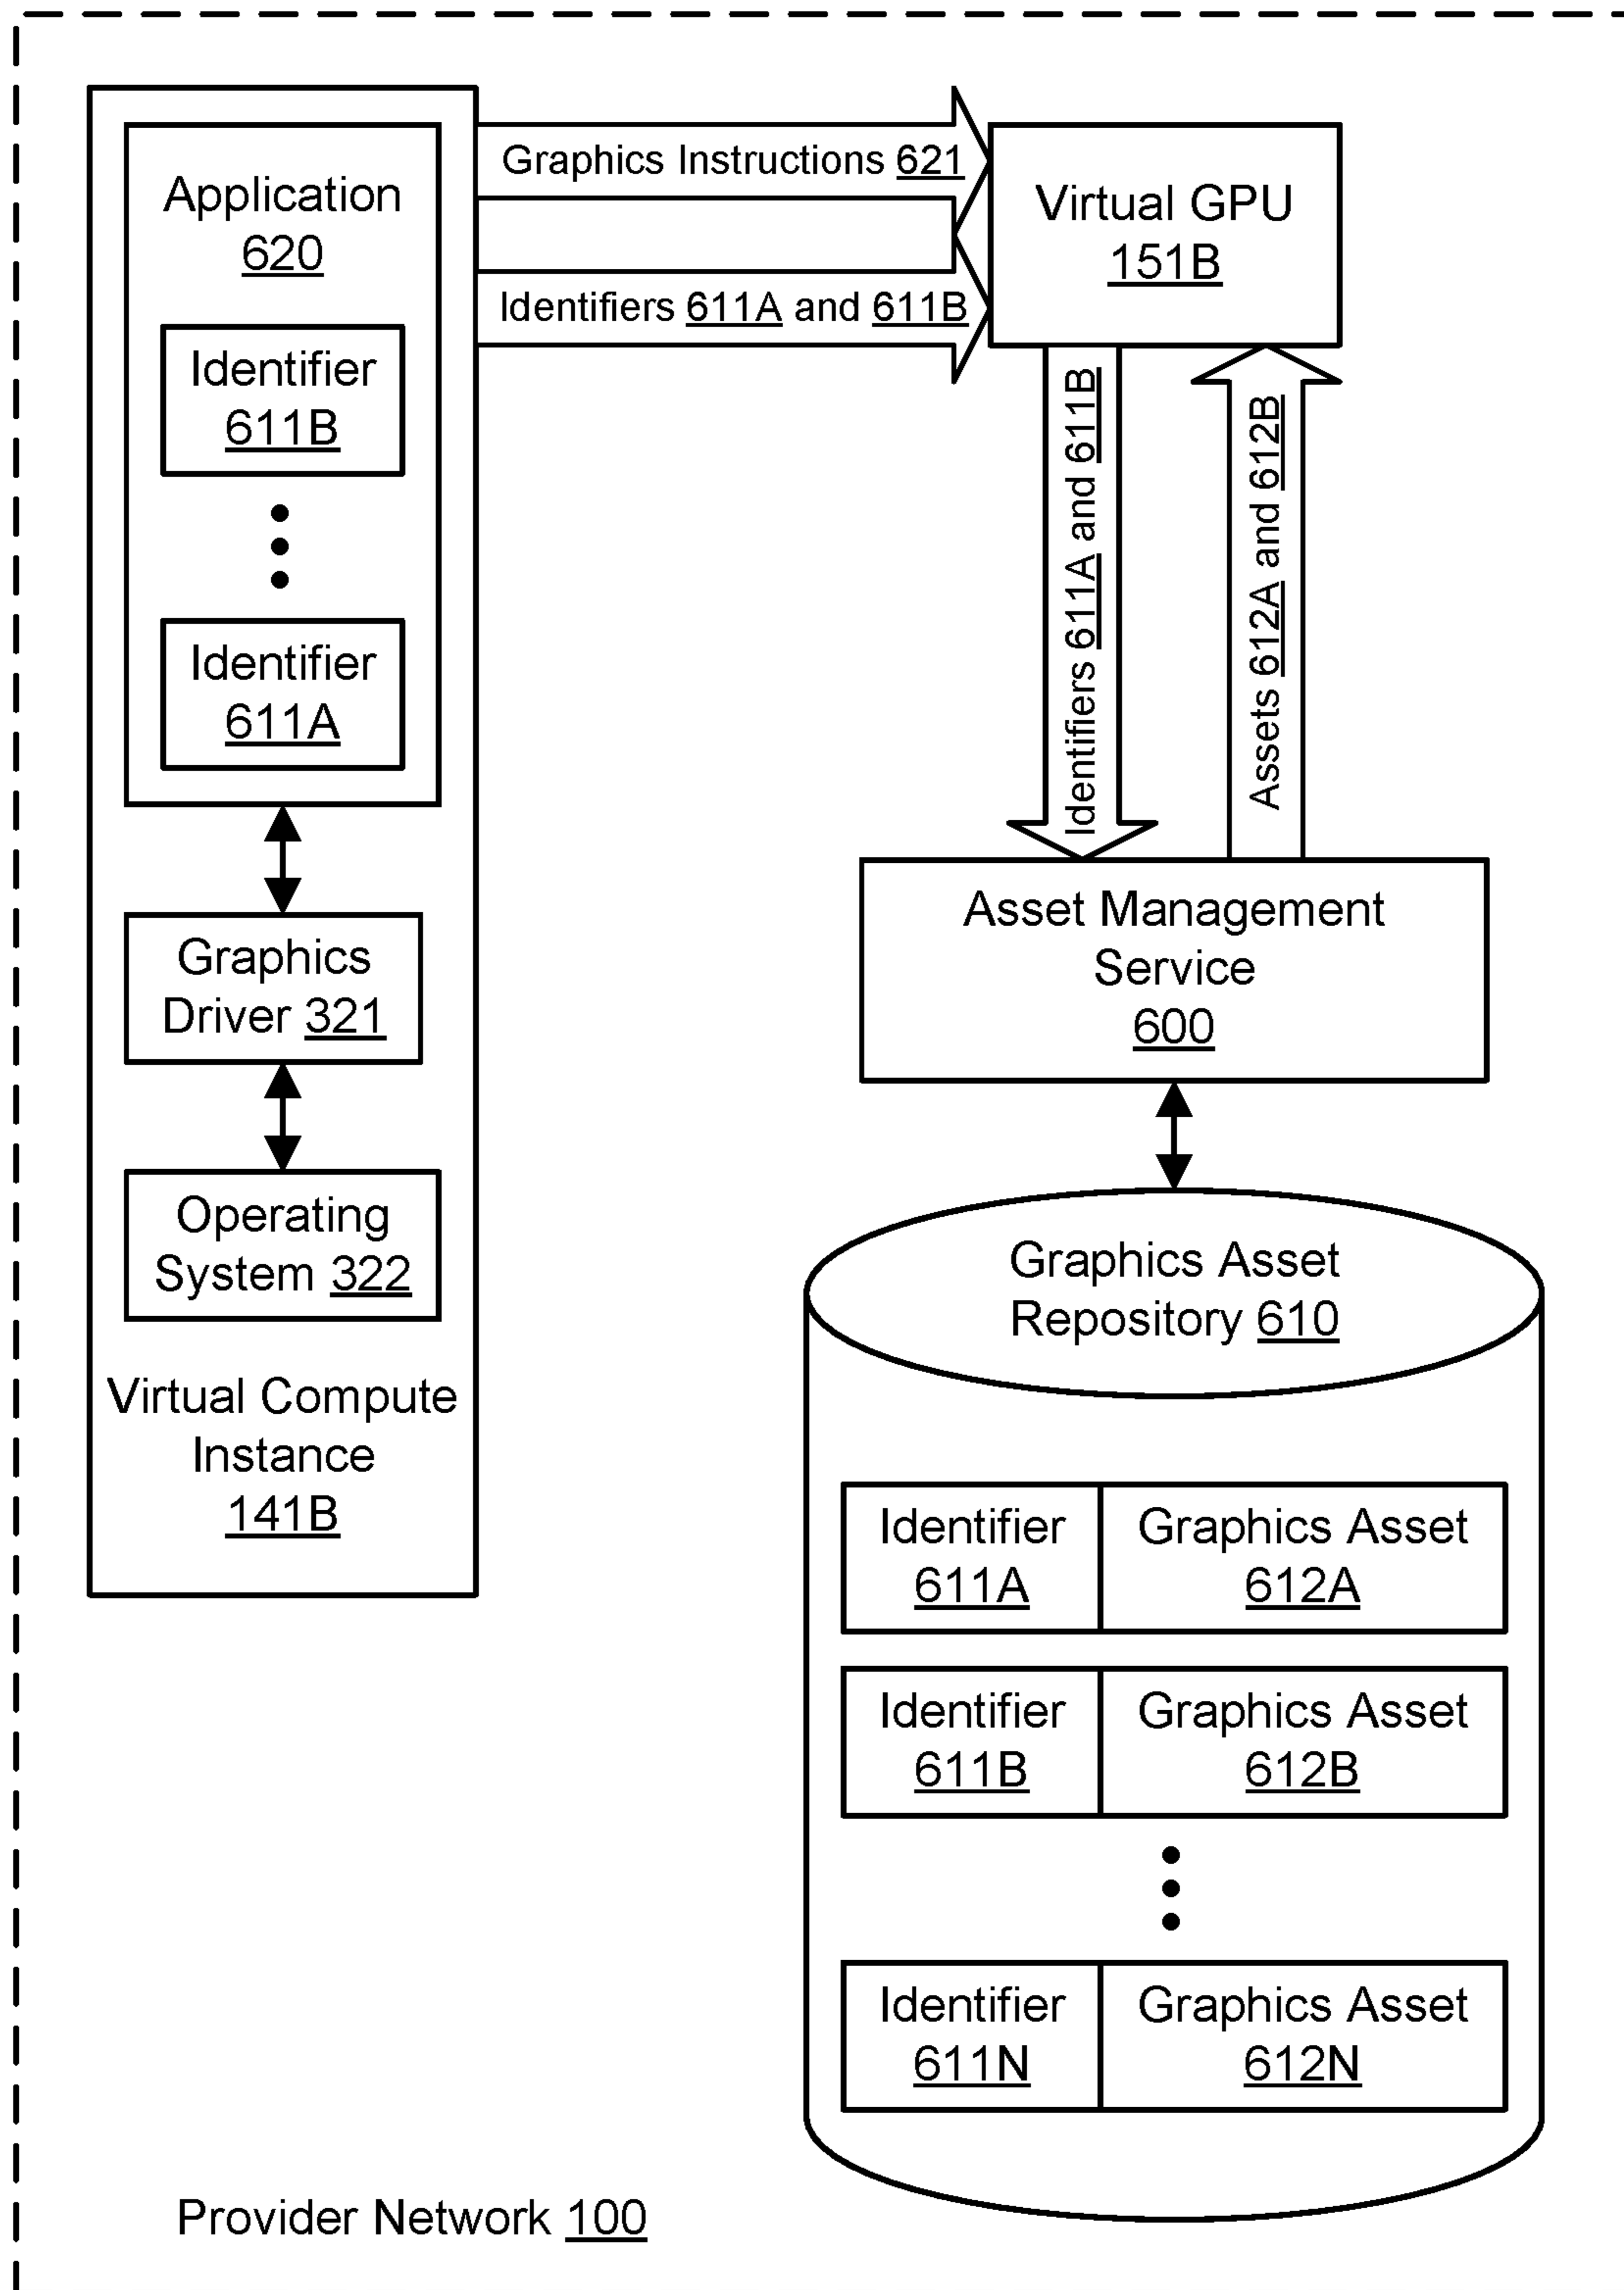 Application
620
Identifier
611B
Identifier
611A
Graphics
Driver 321
Operating
System 322
Virtual Compute
Instance
141B
Graphics Instructions 621
Identifiers 611A and 611B
Virtual GPU
151B
Identifiers 611A and 611B
Assets 612A and 612B
Asset Management
Service
600
Graphics Asset
Repository 610
Identifier
611A
Graphics Asset
612A
Identifier
611B
Graphics Asset
612B
Identifier
611N
Graphics Asset
612N
Provider Network 100